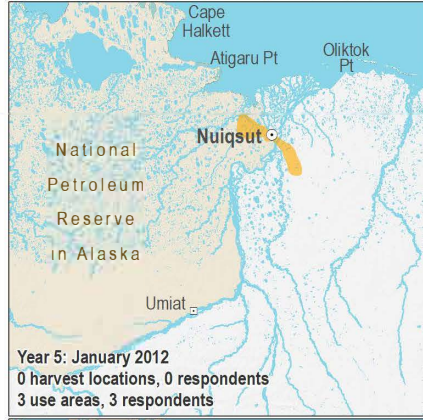 Cape
Halkett
Atigaru Pt
Oliktok
Pt
Nuiqsut
National
Petroleum
Reserve
in Alaska
Umiat
Year 5: January 2012
0 harvest locations, 0 respondents
3 use areas, 3 respondents